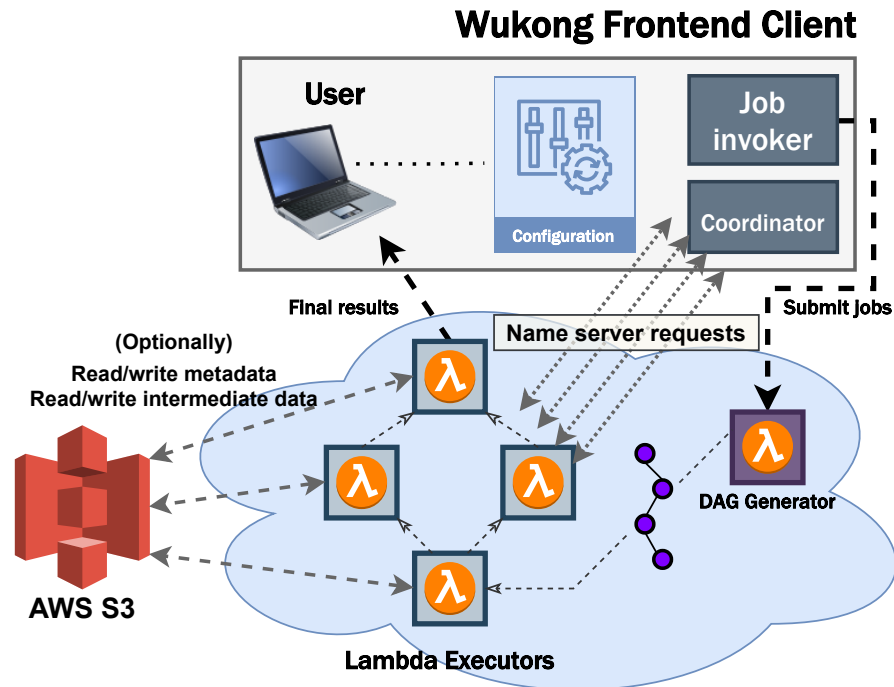 Wukong Frontend Client
User
Job
invoker
Configuration
Coordinator
Final results
Submit jobs
Name server requests
(Optionally)
Read/write metadata
Read/write intermediate data
λ
λ
λ
λ
λ
DAG Generator
AWS S3
Lambda Executors